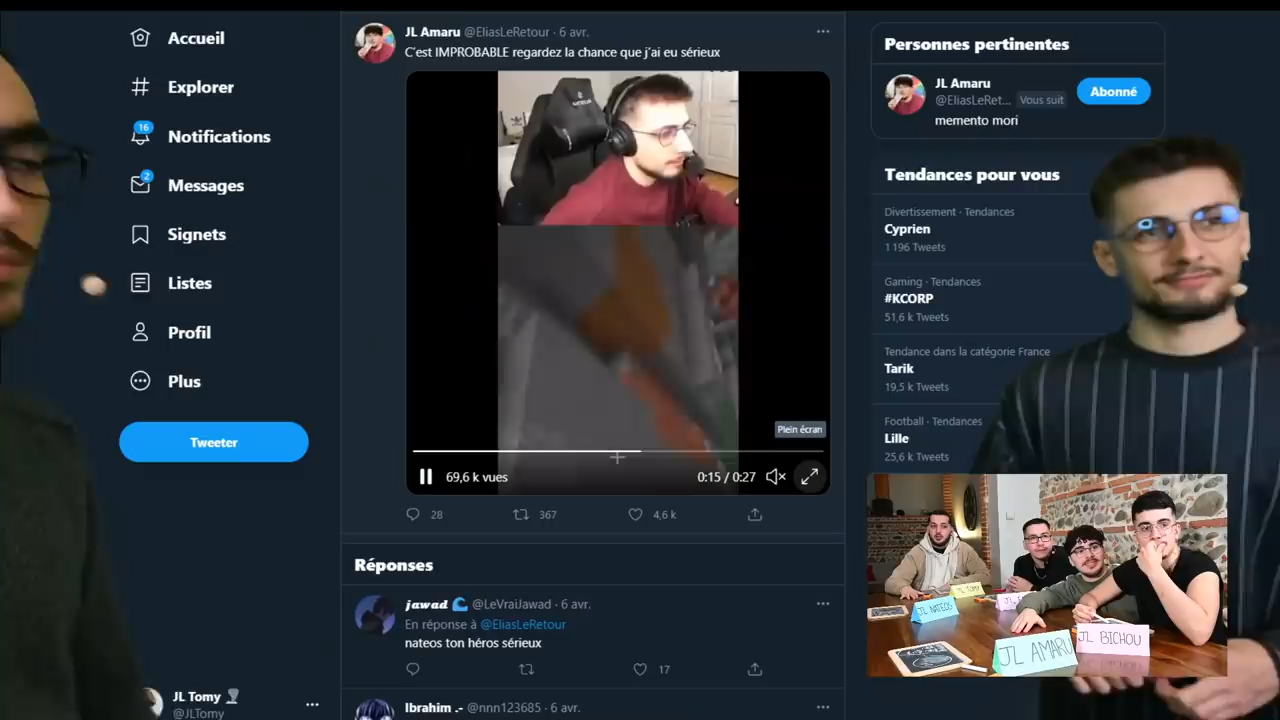 Accueil
Explorer
16
Notifications
2
Messages
Signets
Listes
Profil
Plus
Tweeter
JL Tomy
@JLTomy
JL Amaru @EliasLeRetour · 6 avr.
C'est IMPROBABLE regardez la chance que j'ai eu sérieux
Plein écran
69,6 k vues
0:15 / 0:27
28
367
4,6 k
Réponses
jawad @LeVraiJawad · 6 avr.
En réponse à @EliasLeRetour
nateos ton héros sérieux
17
Ibrahim .- @nnn123685 · 6 avr.
Personnes pertinentes
JL Amaru
@EliasLeRet... Vous suit
Abonné
memento mori
Tendances pour vous
Divertissement · Tendances
Cyprien
1 196 Tweets
Gaming · Tendances
#KCORP
51,6 k Tweets
Tendance dans la catégorie France
Tarik
19,5 k Tweets
Football · Tendances
Lille
25,6 k Tweets
JL NATEOS
JL TOMY
JL AMARU
JL BICHOU